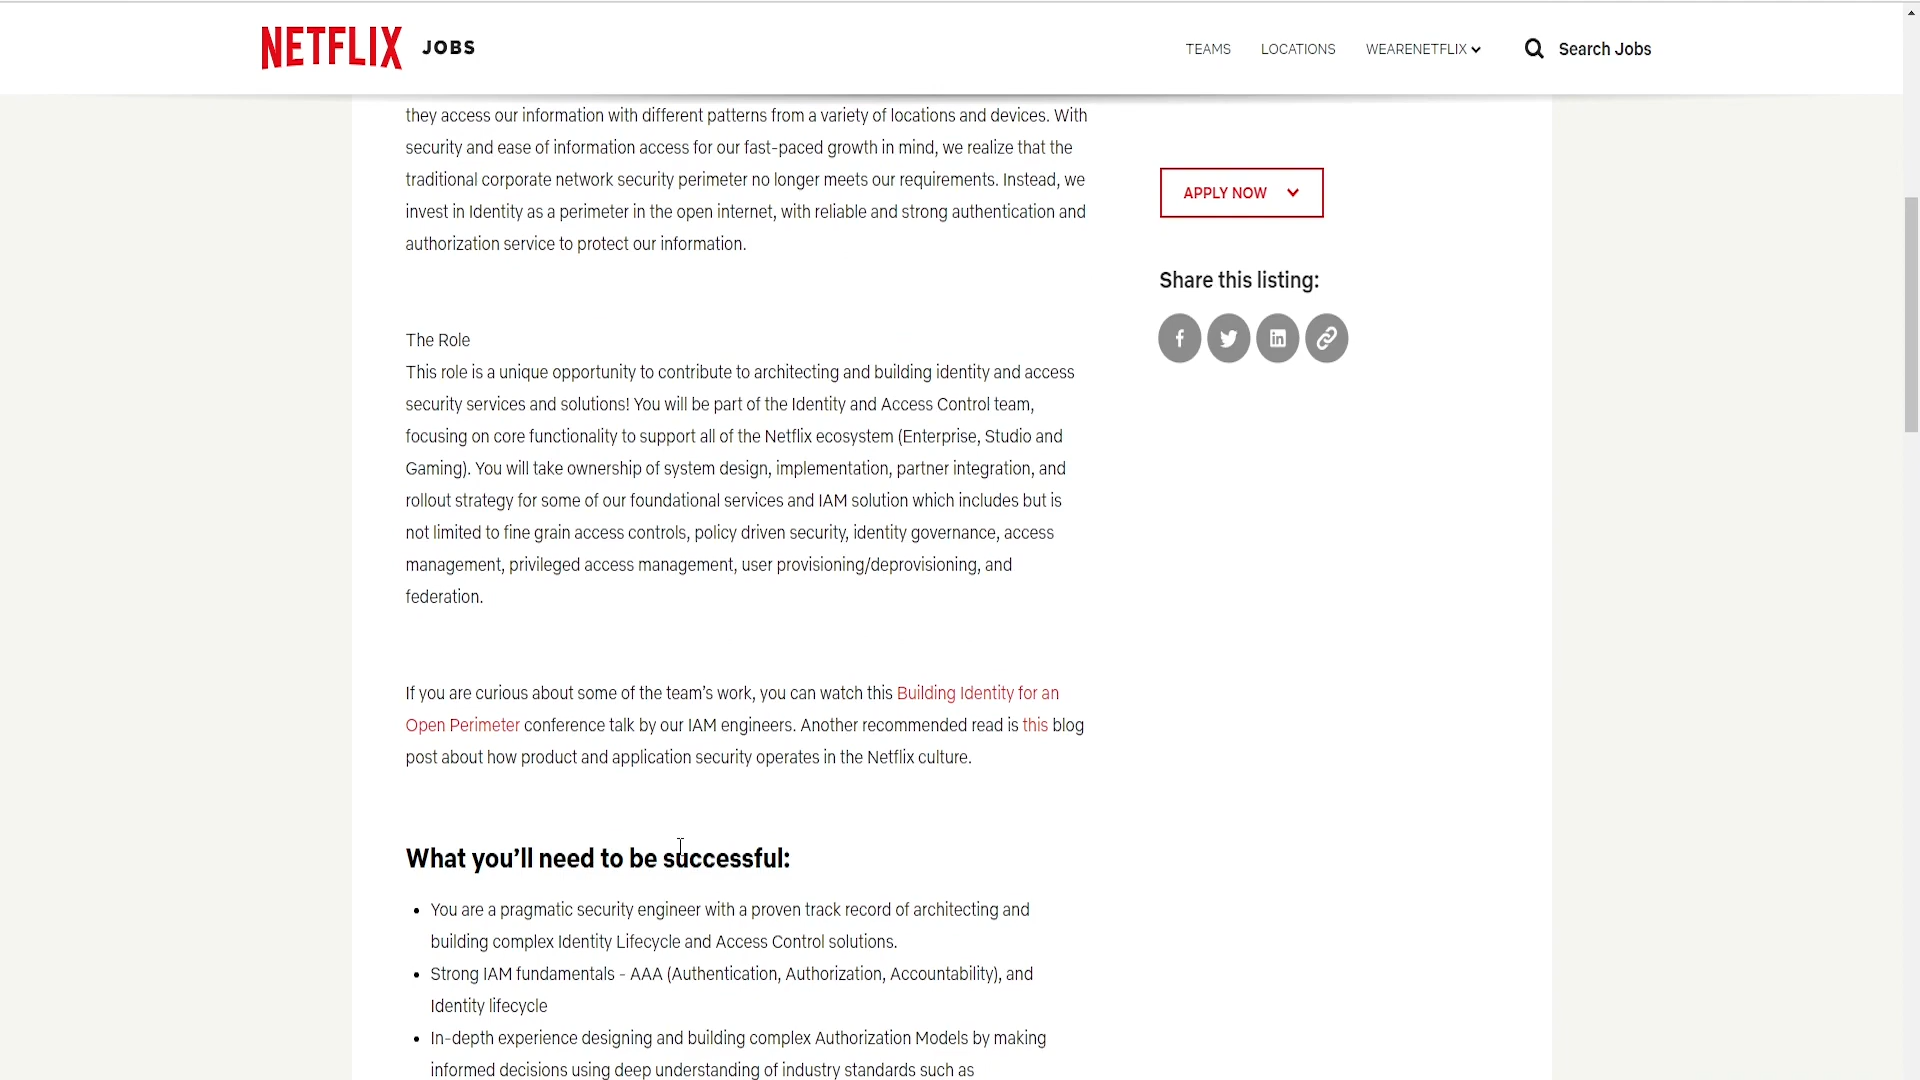 NETFLIX JOBS
TEAMS LOCATIONS WEARENETFLIX Search Jobs
they access our information with different patterns from a variety of locations and devices. With
security and ease of information access for our fast-paced growth in mind, we realize that the
traditional corporate network security perimeter no longer meets our requirements. Instead, we
invest in Identity as a perimeter in the open internet, with reliable and strong authentication and
authorization service to protect our information.
APPLY NOW
Share this listing:
The Role
This role is a unique opportunity to contribute to architecting and building identity and access
security services and solutions! You will be part of the Identity and Access Control team,
focusing on core functionality to support all of the Netflix ecosystem (Enterprise, Studio and
Gaming). You will take ownership of system design, implementation, partner integration, and
rollout strategy for some of our foundational services and IAM solution which includes but is
not limited to fine grain access controls, policy driven security, identity governance, access
management, privileged access management, user provisioning/deprovisioning, and
federation.
If you are curious about some of the team’s work, you can watch this Building Identity for an
Open Perimeter conference talk by our IAM engineers. Another recommended read is this blog
post about how product and application security operates in the Netflix culture.
What you’ll need to be successful:
• You are a pragmatic security engineer with a proven track record of architecting and
building complex Identity Lifecycle and Access Control solutions.
• Strong IAM fundamentals - AAA (Authentication, Authorization, Accountability), and
Identity lifecycle
• In-depth experience designing and building complex Authorization Models by making
informed decisions using deep understanding of industry standards such as